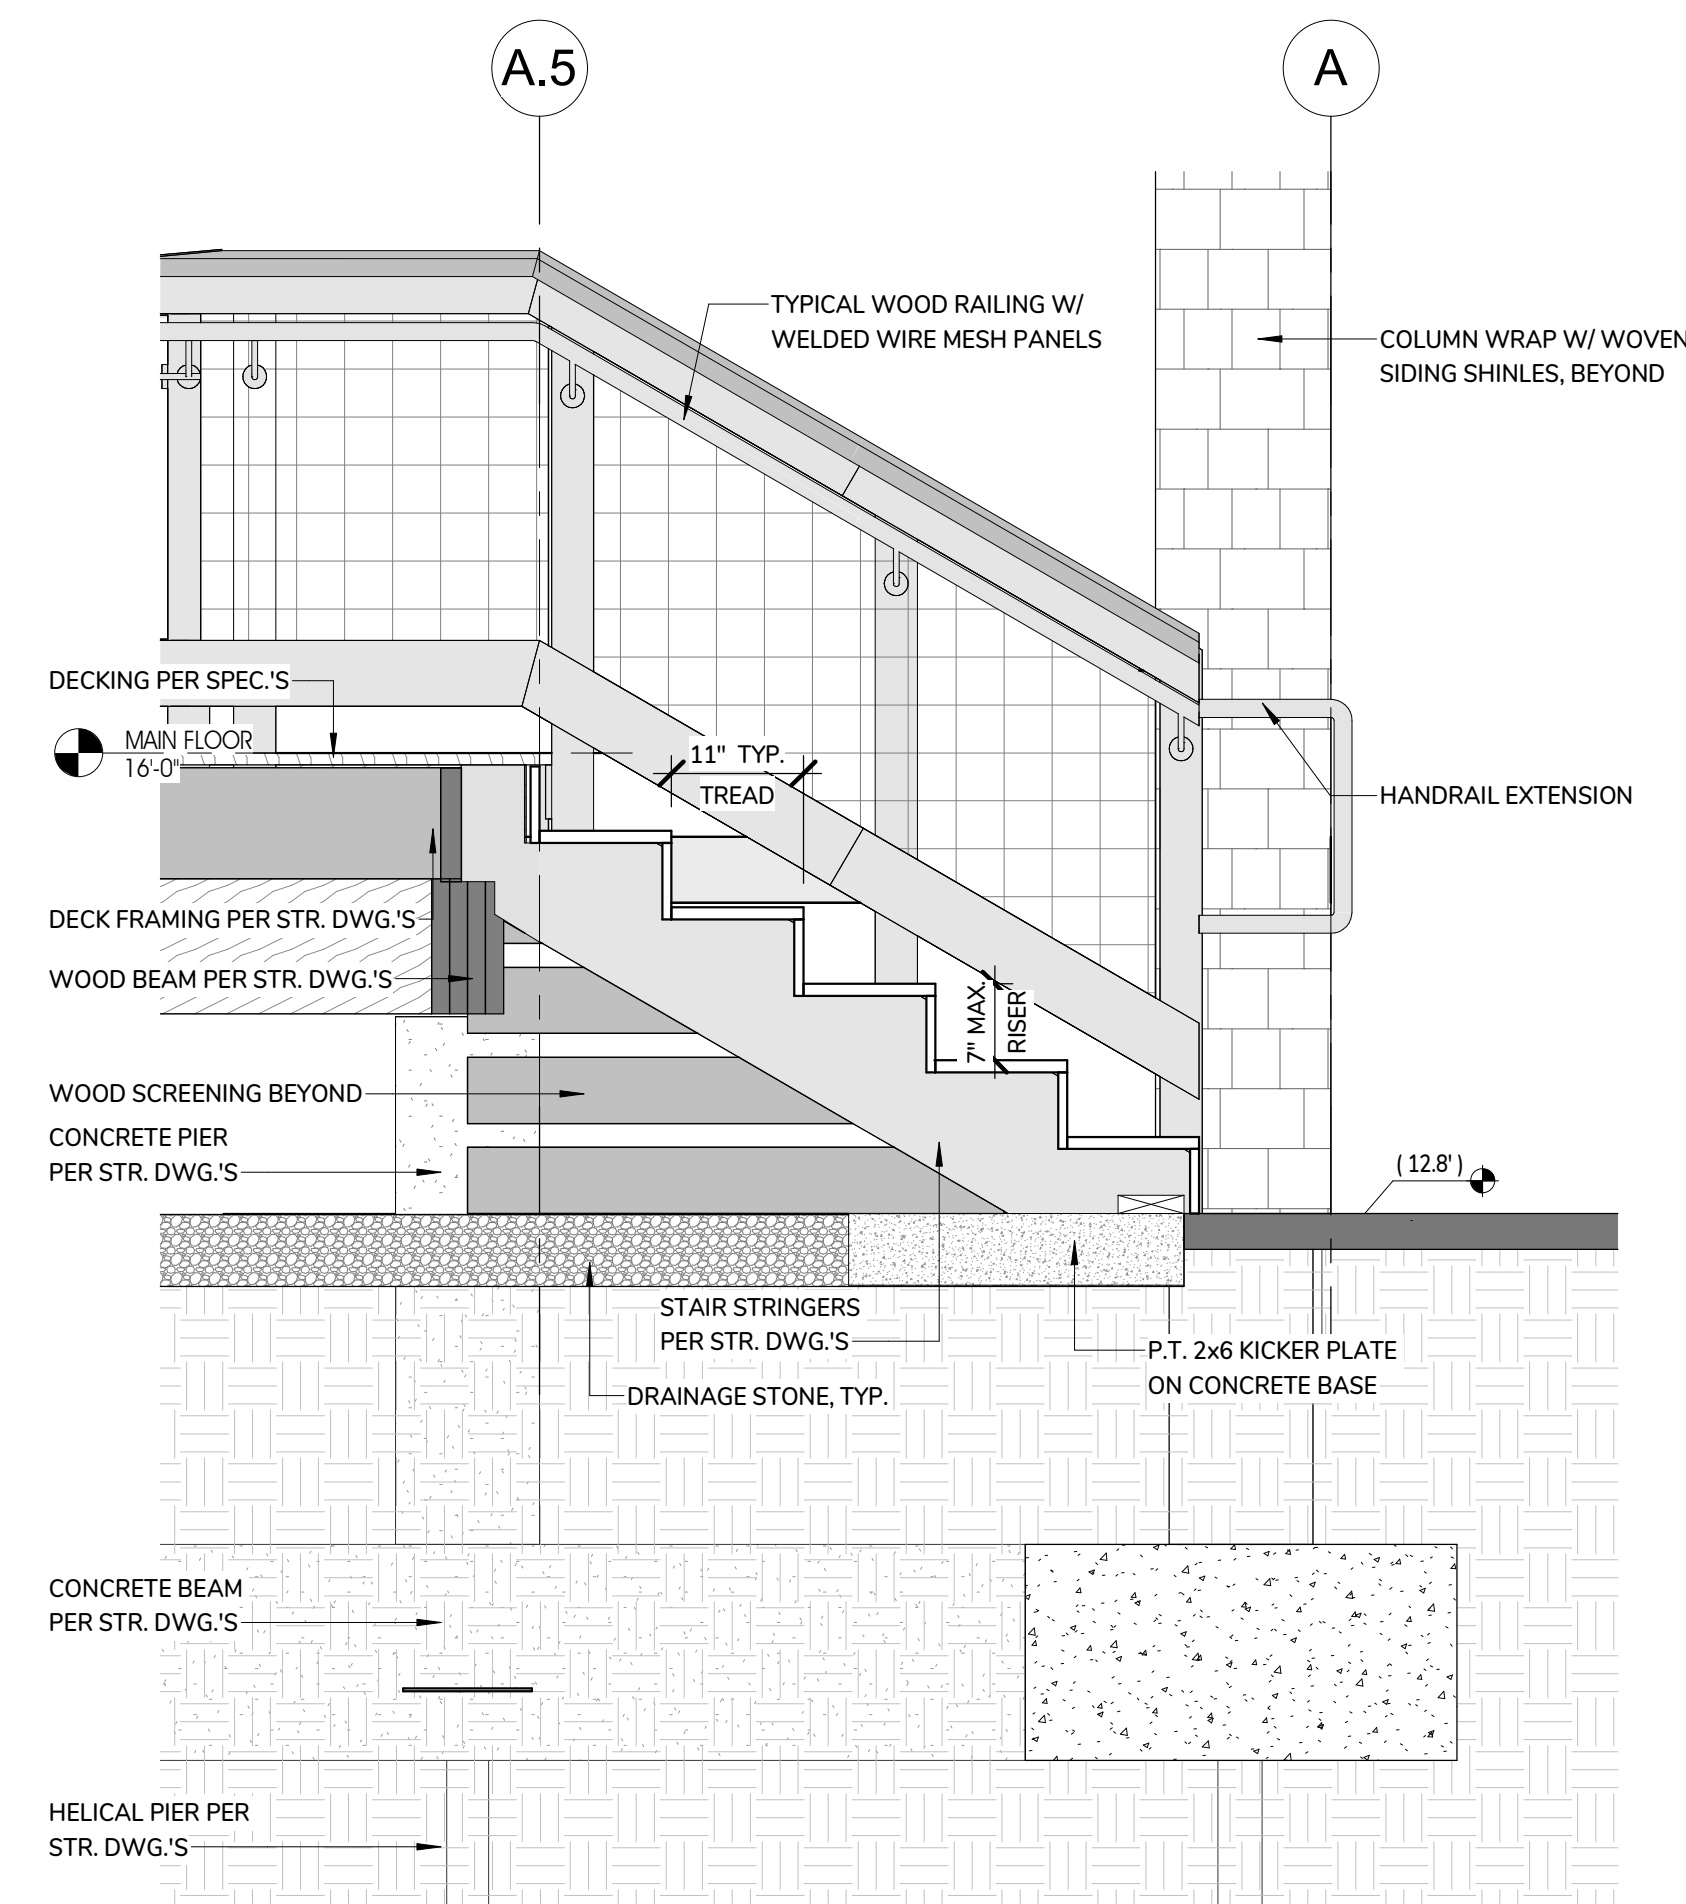 A.5
A
TYPICAL WOOD RAILING W/
WELDED WIRE MESH PANELS
COLUMN WRAP W/ WOVEN
SIDING SHINLES, BEYOND
DECKING PER SPEC.'S
MAIN FLOOR
16'-0"
11" TYP.
TREAD
HANDRAIL EXTENSION
DECK FRAMING PER STR. DWG.'S
WOOD BEAM PER STR. DWG.'S
7" MAX.
RISER
WOOD SCREENING BEYOND
CONCRETE PIER
PER STR. DWG.'S
( 12.8' )
STAIR STRINGERS
PER STR. DWG.'S
P.T. 2x6 KICKER PLATE
ON CONCRETE BASE
DRAINAGE STONE, TYP.
CONCRETE BEAM
PER STR. DWG.'S
HELICAL PIER PER
STR. DWG.'S